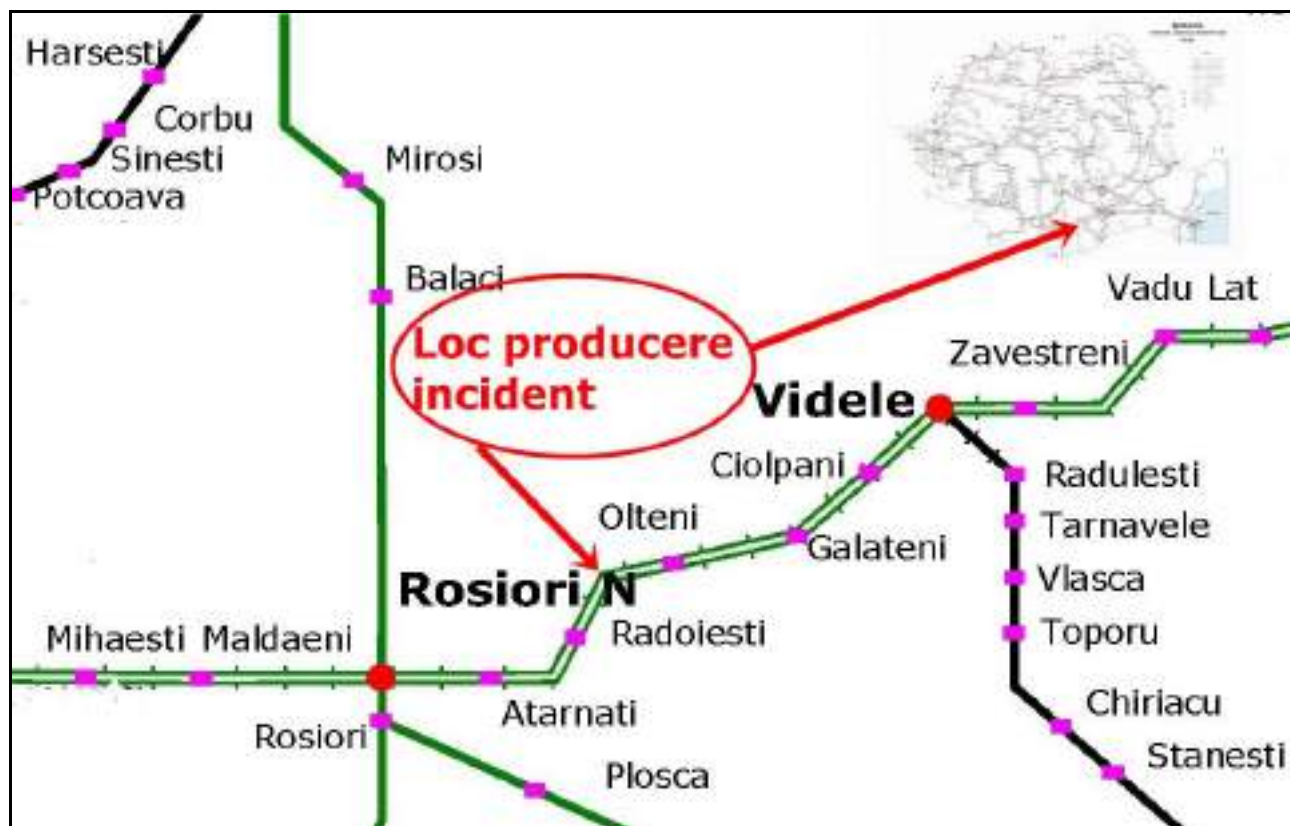 Harsesti
Corbu
Sinesti
Potcoava
Mirosi
Balaci
Loc producere
incident
Vadu Lat
Zavestreni
Videle
Ciolpani
Radulesti
Olteni
Tarnavele
Galateni
Vlasca
Rosiori N
Radoiesti
Toporu
Mihaesti Maldaeni
Atarnati
Chiriacu
Rosiori
Stanesti
Plosca